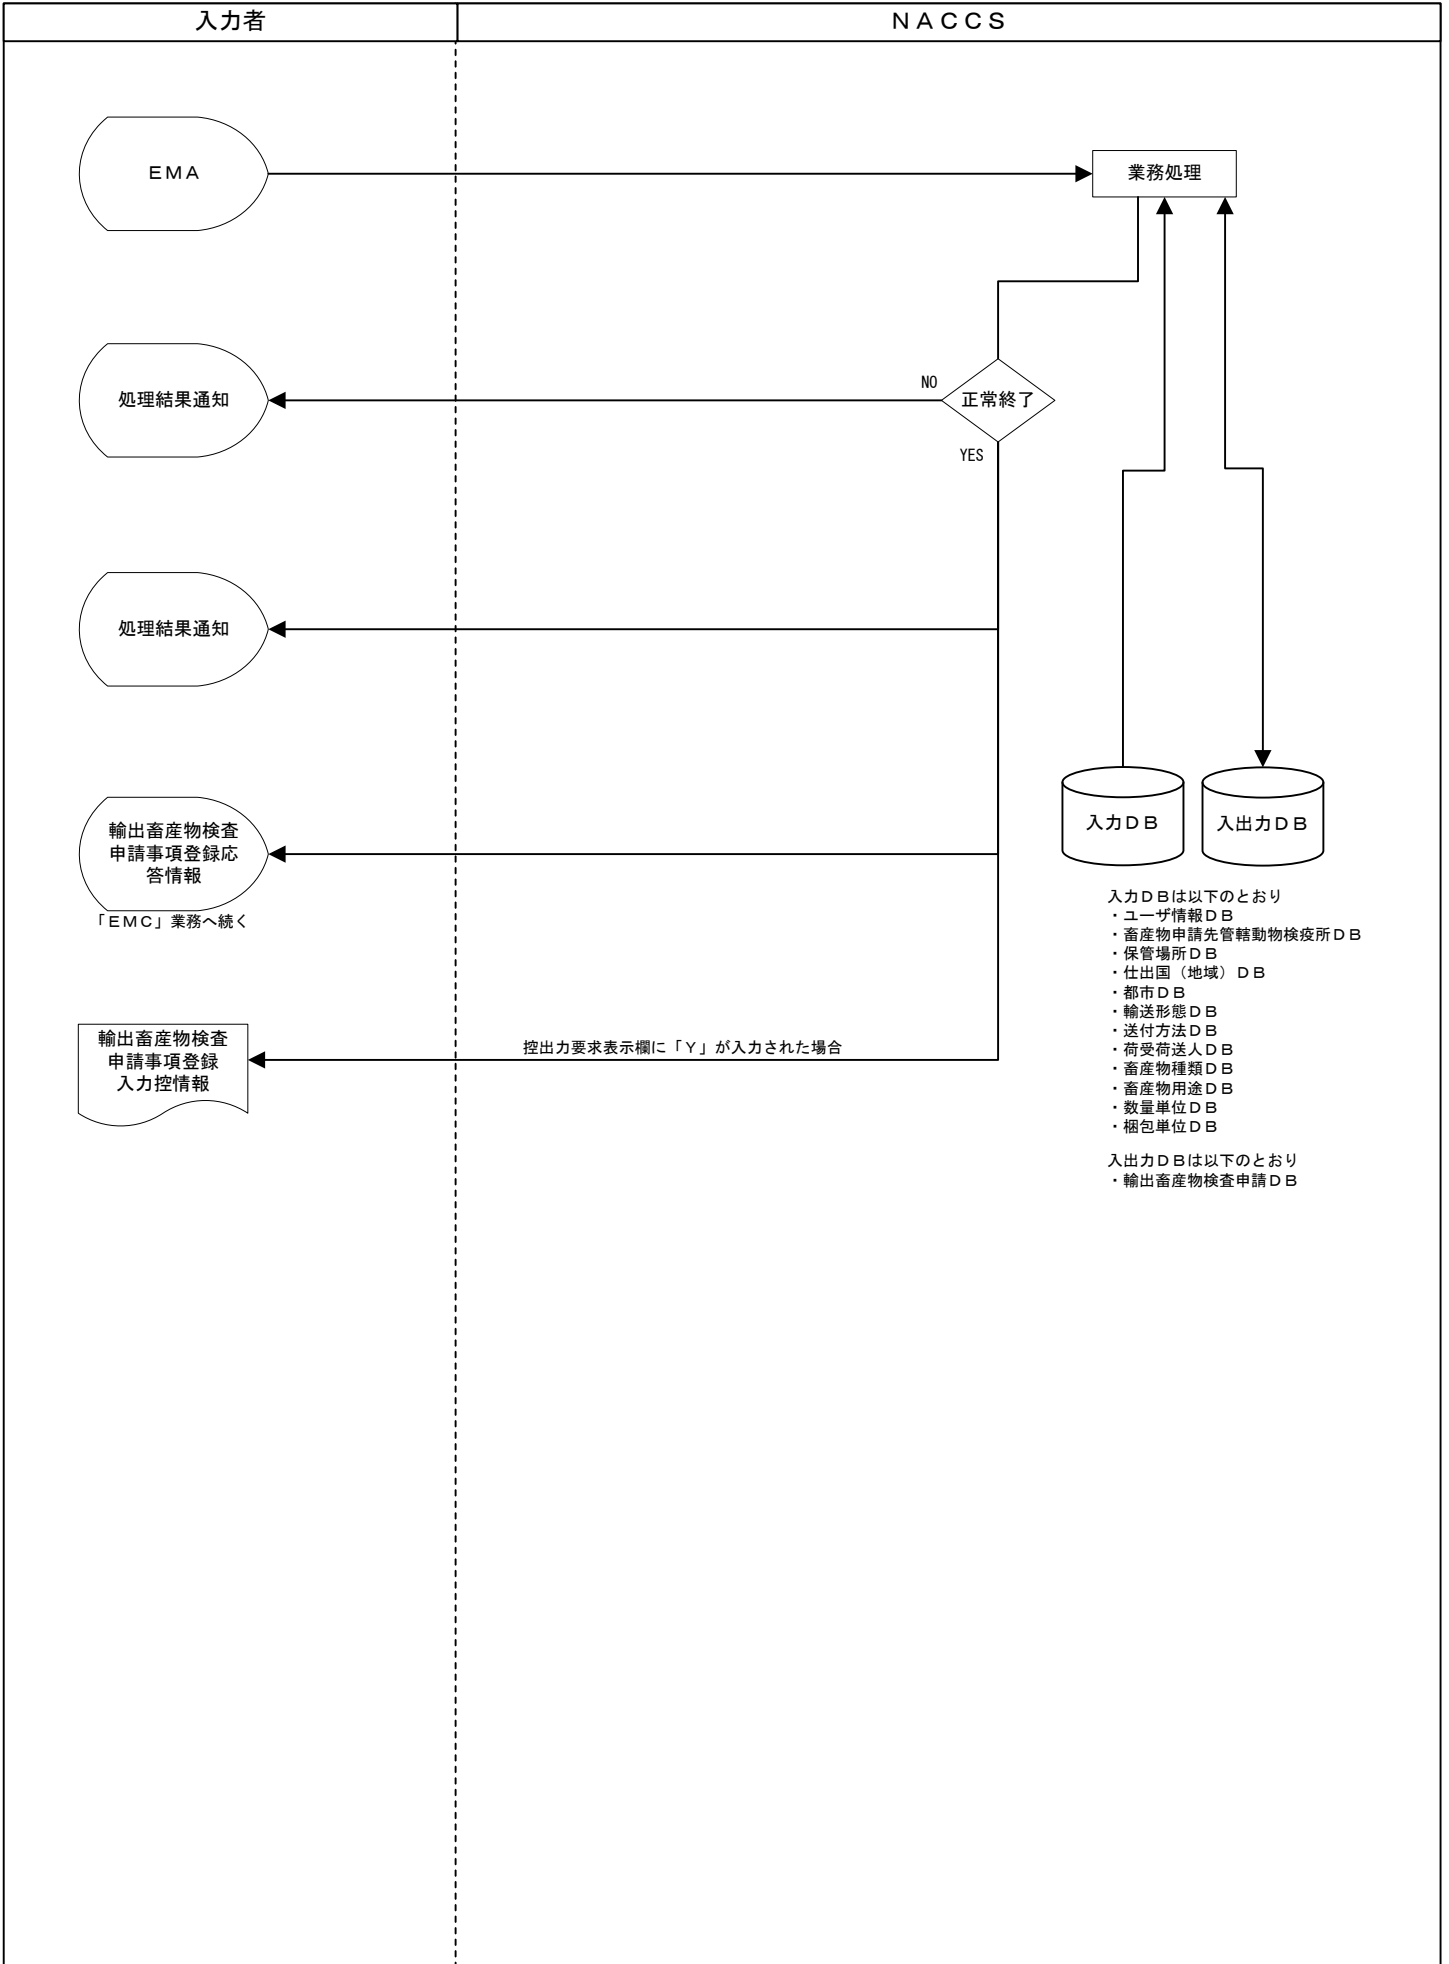 入力者
ＮＡＣＣＳ
ＥＭＡ
業務処理
処理結果通知
NO
正常終了
YES
処理結果通知
輸出畜産物検査
申請事項登録応
答情報
「ＥＭＣ」業務へ続く
入力ＤＢ
入出力ＤＢ
輸出畜産物検査
申請事項登録
入力控情報
控出力要求表示欄に「Ｙ」が入力された場合
入力ＤＢは以下のとおり
・ユーザ情報ＤＢ
・畜産物申請先管轄動物検疫所ＤＢ
・保管場所ＤＢ
・仕出国（地域）ＤＢ
・都市ＤＢ
・輸送形態ＤＢ
・送付方法ＤＢ
・荷受荷送人ＤＢ
・畜産物種類ＤＢ
・畜産物用途ＤＢ
・数量単位ＤＢ
・梱包単位ＤＢ
入出力ＤＢは以下のとおり
・輸出畜産物検査申請ＤＢ